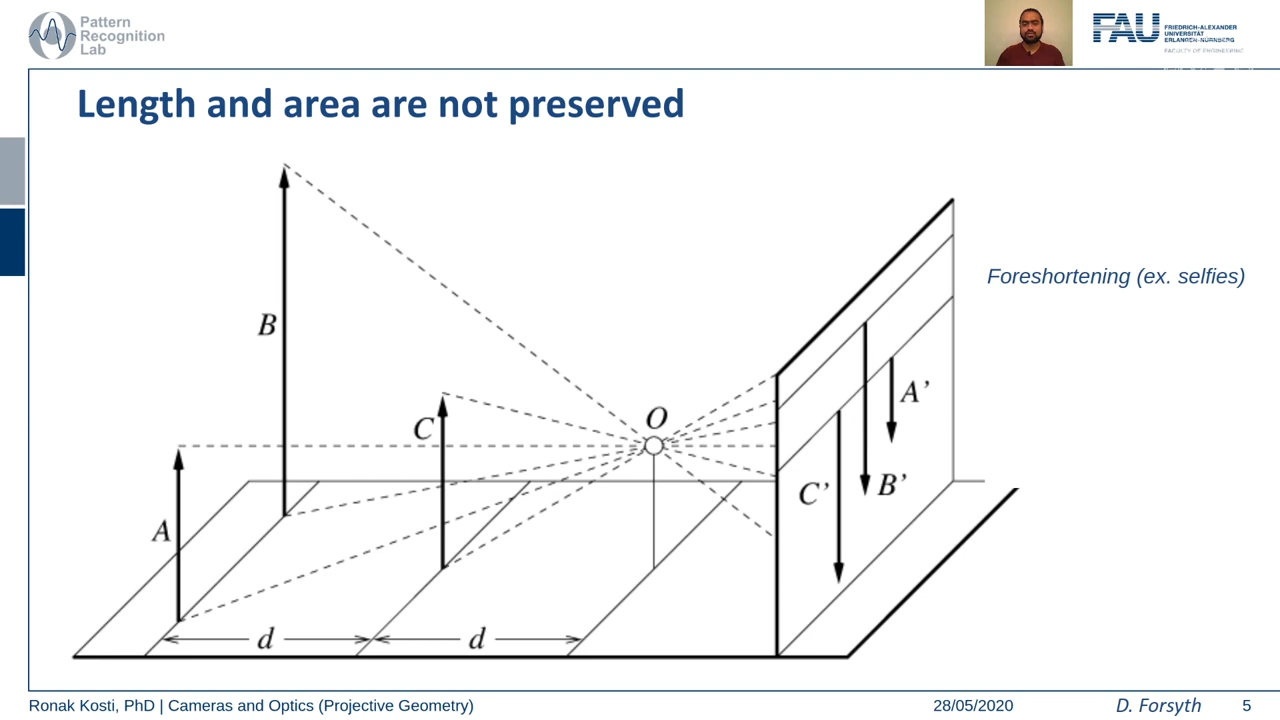 Pattern
Recognition
Lab
FAU
FRIEDRICH-ALEXANDER
UNIVERSITÄT
ERLANGEN-NÜRNBERG
FACULTY OF ENGINEERING
Length and area are not preserved
Foreshortening (ex. selfies)
B
C
O
A
A’
B’
C’
d
d
Ronak Kosti, PhD | Cameras and Optics (Projective Geometry)
28/05/2020
D. Forsyth
5